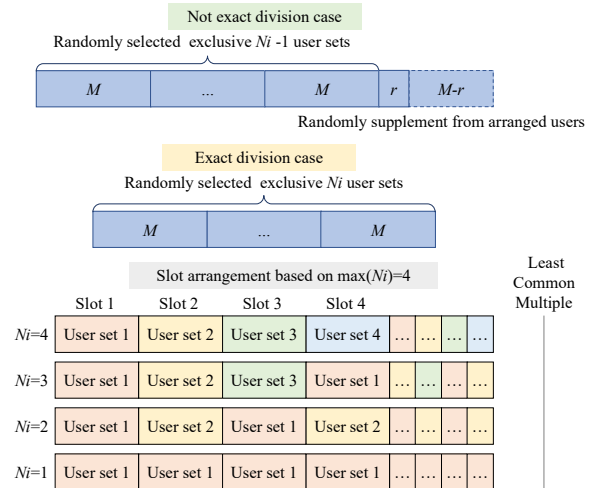 Not exact division case
Randomly selected exclusive Ni -1 user sets
M ... M r M-r
Randomly supplement from arranged users
Exact division case
Randomly selected exclusive Ni user sets
M ... M
Slot arrangement based on max(Ni)=4
Least
Common
Multiple
Slot 1 Slot 2 Slot 3 Slot 4
Ni=4 User set 1 User set 2 User set 3 User set 4 ... ... ... ...
Ni=3 User set 1 User set 2 User set 3 User set 1 ... ... ... ...
Ni=2 User set 1 User set 2 User set 1 User set 2 ... ... ... ...
Ni=1 User set 1 User set 1 User set 1 User set 1 ... ... ... ...